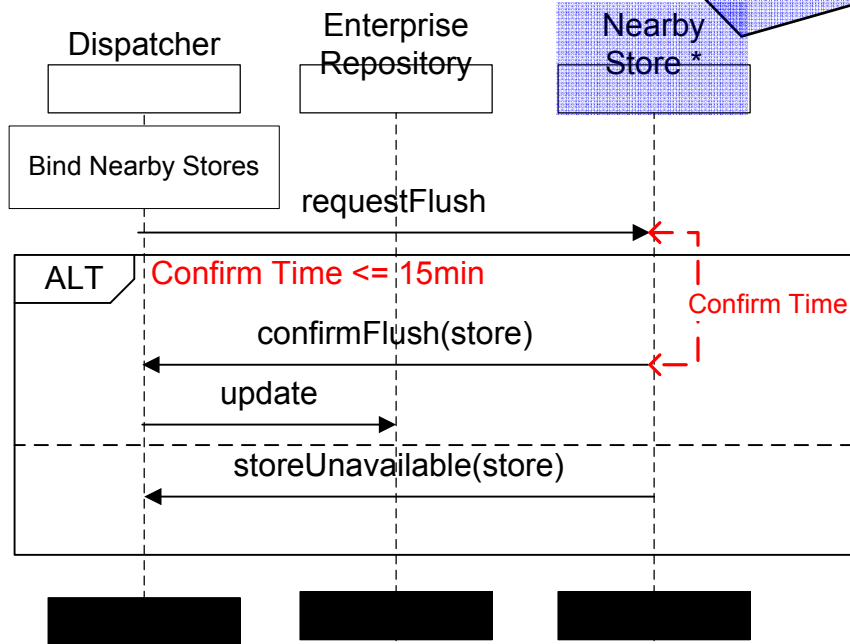 Dispatcher
Enterprise
Repository
Nearby
Store *
Bind Nearby Stores
requestFlush
ALT
Confirm Time <= 15min
Confirm Time
confirmFlush(store)
update
storeUnavailable(store)